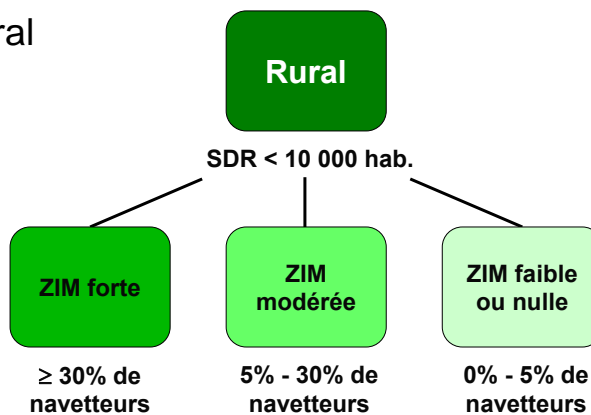 ral
Rural
SDR < 10 000 hab.
ZIM forte
ZIM
modérée
ZIM faible
ou nulle
≥ 30% de
navetteurs
5% - 30% de
navetteurs
0% - 5% de
navetteurs